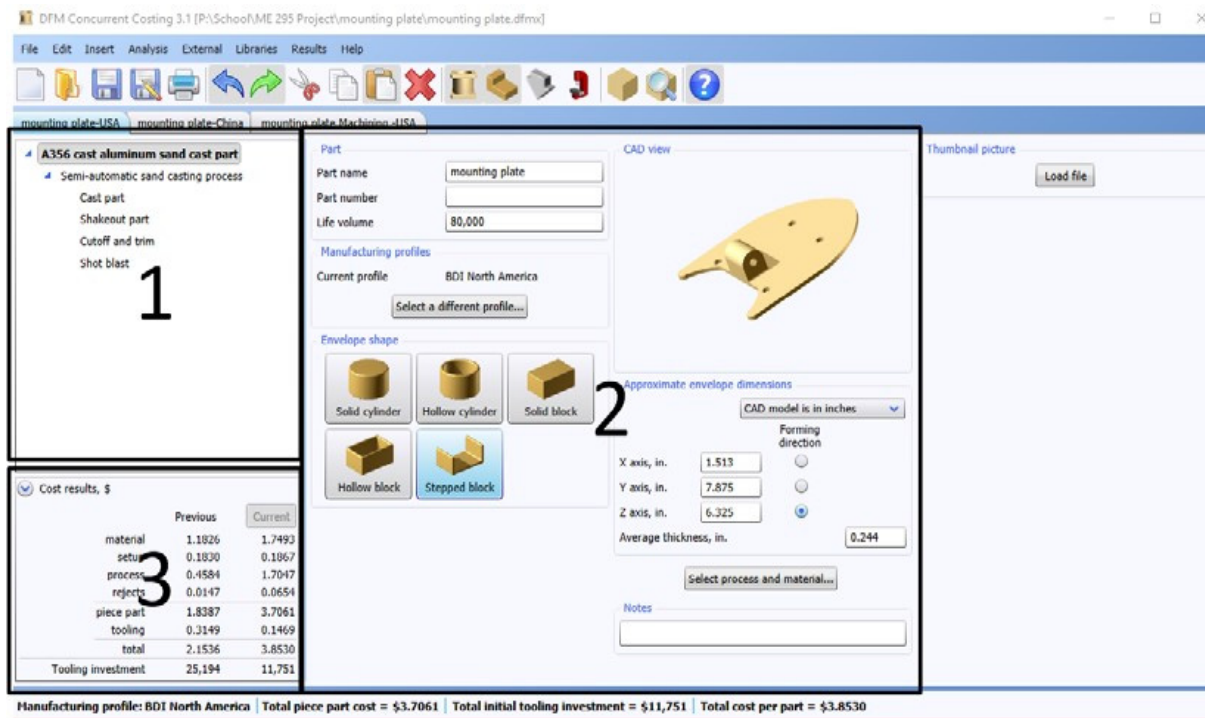 DFM Concurrent Costing 3.1 [P:\School\ME 295 Project\mounting plate\mounting plate.dfmx]
File Edit Insert Analysis External Libraries Results Help
mounting plate-USA mounting plate-China mounting plate Machining -USA
A356 cast aluminum sand cast part
Semi-automatic sand casting process
Cast part
Shakeout part
Cutoff and trim
Shot blast
1
Cost results, $
Previous Current
material 1.1826 1.7493
setup 0.1830 0.1867
process 0.4584 1.7047
rejects 0.0147 0.0654
piece part 1.8387 3.7061
tooling 0.3149 0.1469
total 2.1536 3.8530
Tooling investment 25,194 11,751
3
Part
Part name mounting plate
Part number
Life volume 80,000
Manufacturing profiles
Current profile BDI North America
Select a different profile...
Envelope shape
Solid cylinder Hollow cylinder Solid block
Hollow block Stepped block
2
CAD view
Approximate envelope dimensions
CAD model is in inches
Forming
direction
X axis, in. 1.513
Y axis, in. 7.875
Z axis, in. 6.325
Average thickness, in. 0.244
Select process and material...
Notes
Thumbnail picture
Load file
Manufacturing profile: BDI North America Total piece part cost = $3.7061 Total initial tooling investment = $11,751 Total cost per part = $3.8530